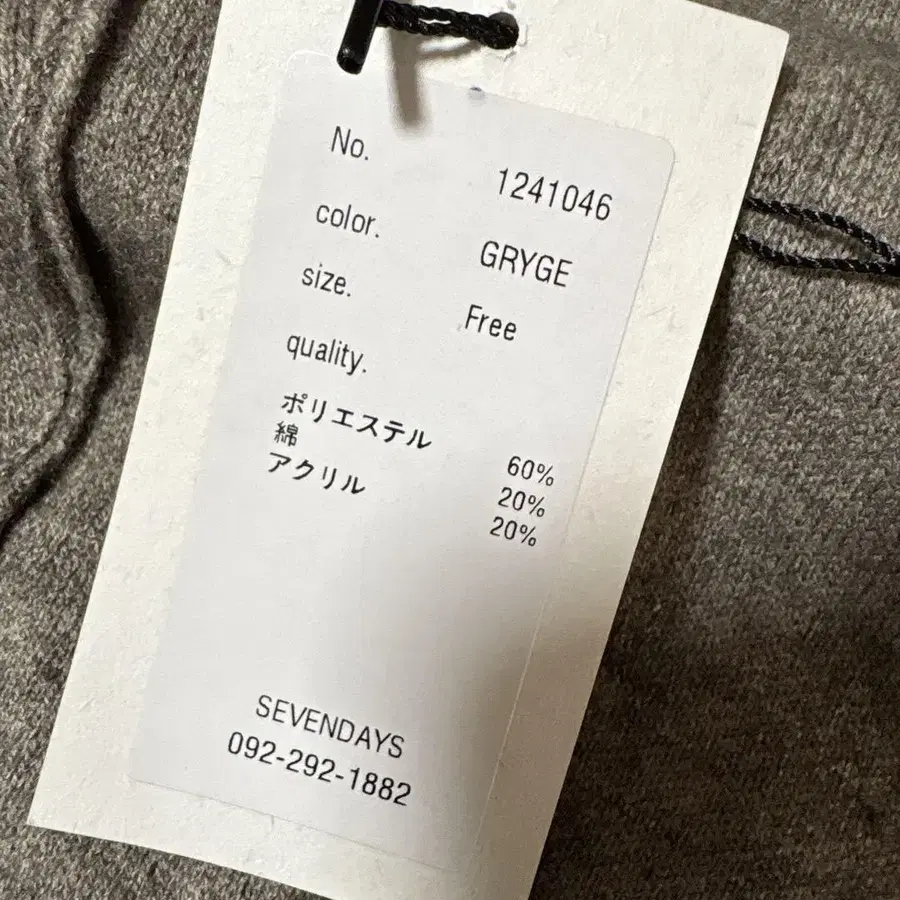 No. 1241046
color. GRYGE
size. Free
quality.
ポリエステル 60%
綿 20%
アクリル 20%
SEVENDAYS
092-292-1882